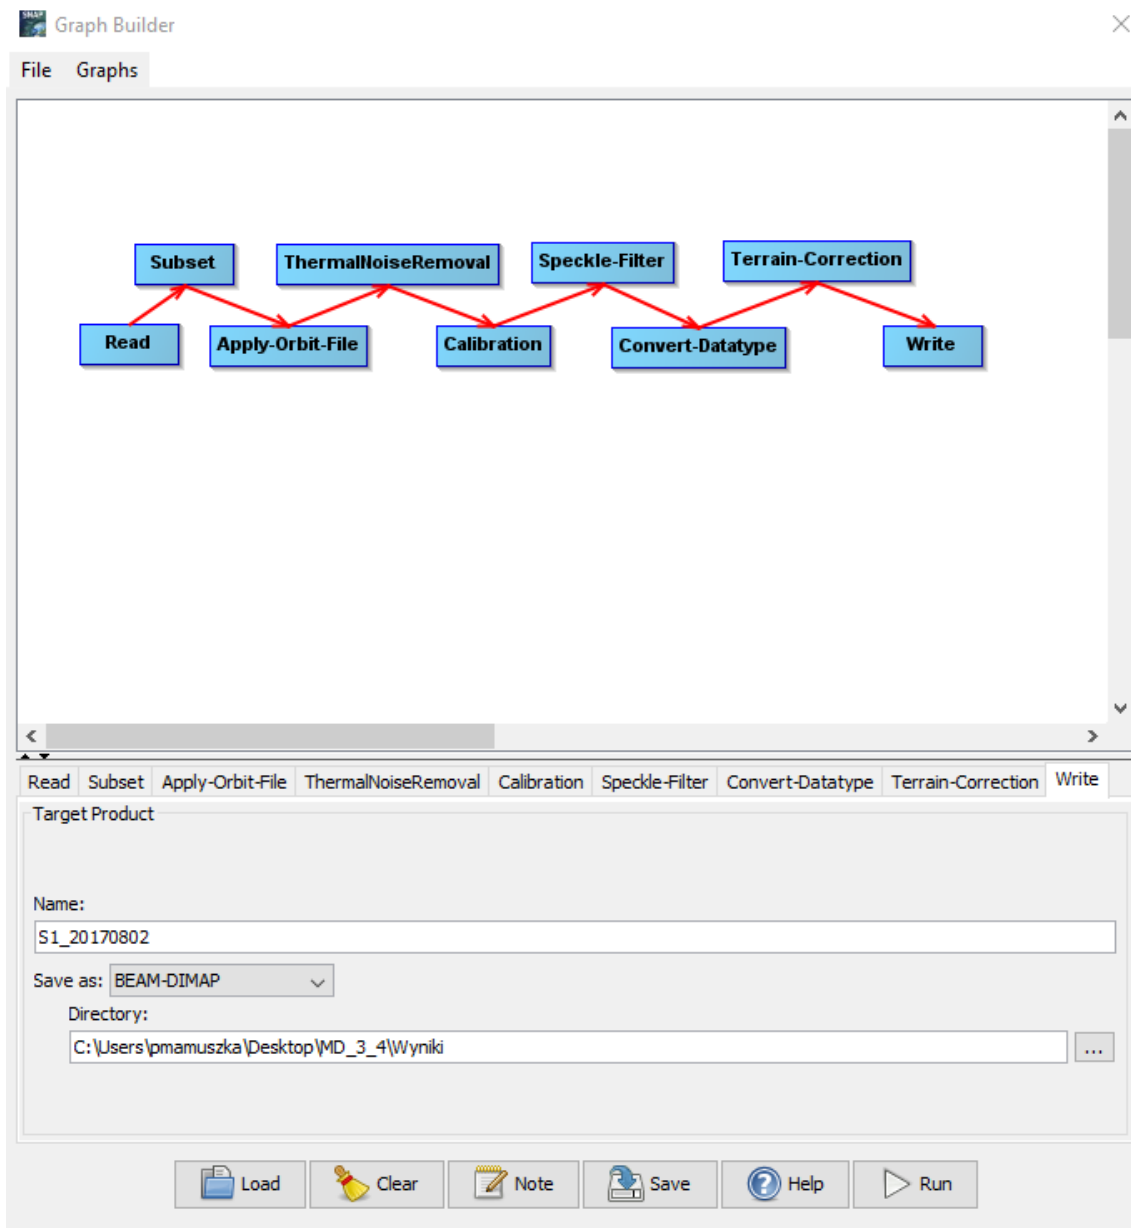 SNAP
Graph Builder
File Graphs
Subset ThermalNoiseRemoval Speckle-Filter Terrain-Correction
Read Apply-Orbit-File Calibration Convert-Datatype Write
Read Subset Apply-Orbit-File ThermalNoiseRemoval Calibration Speckle-Filter Convert-Datatype Terrain-Correction Write
Target Product
Name:
S1_20170802
Save as: BEAM-DIMAP
Directory:
C:\Users\pmamuszka\Desktop\MD_3_4\Wyniki
...
Load Clear Note Save Help Run